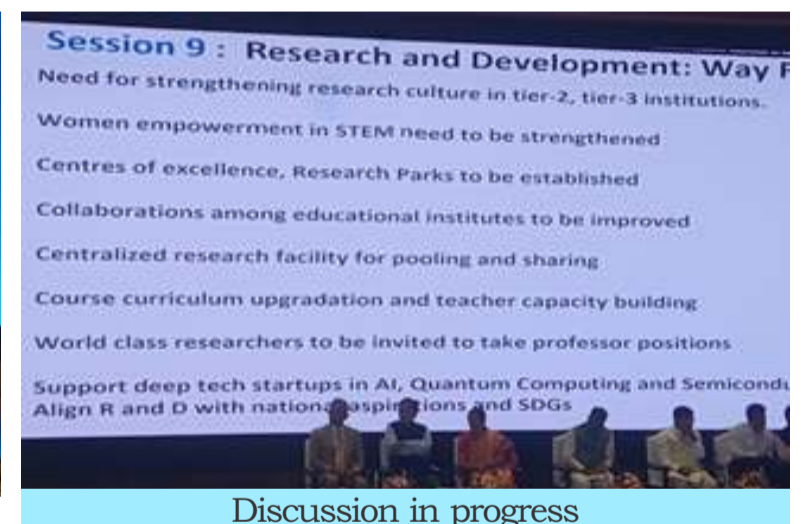 Session 9 : Research and Development: Way F
Need for strengthening research culture in tier-2, tier-3 institutions.
Women empowerment in STEM need to be strengthened
Centres of excellence, Research Parks to be established
Collaborations among educational institutes to be improved
Centralized research facility for pooling and sharing
Course curriculum upgradation and teacher capacity building
World class researchers to be invited to take professor positions
Support deep tech startups in AI, Quantum Computing and Semicondu
Align R and D with national aspirations and SDGs
Discussion in progress